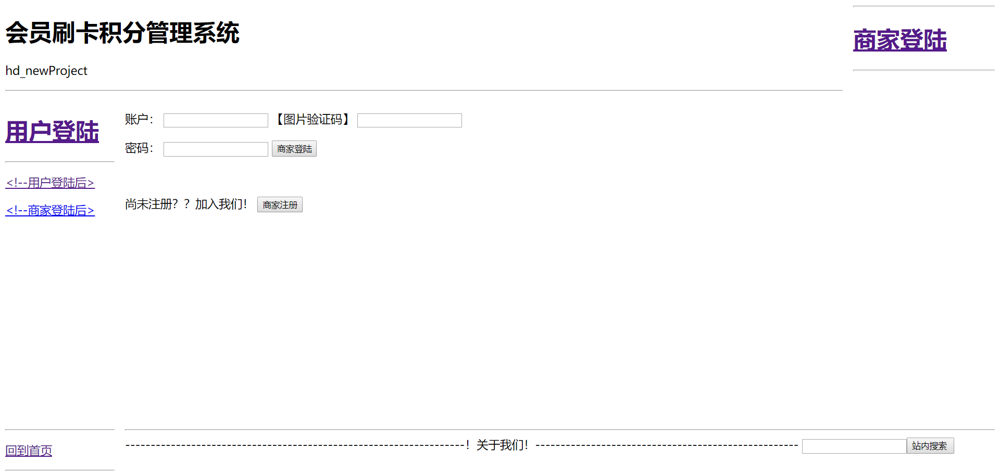 会员刷卡积分管理系统
hd_newProject
商家登陆
用户登陆
<!--用户登陆后>
<!--商家登陆后>
账户： 【图片验证码】
密码： 商家登陆
尚未注册？？加入我们！ 商家注册
回到首页
-------------------------------------------------------------------！关于我们！---------------------------------------------------- 站内搜索